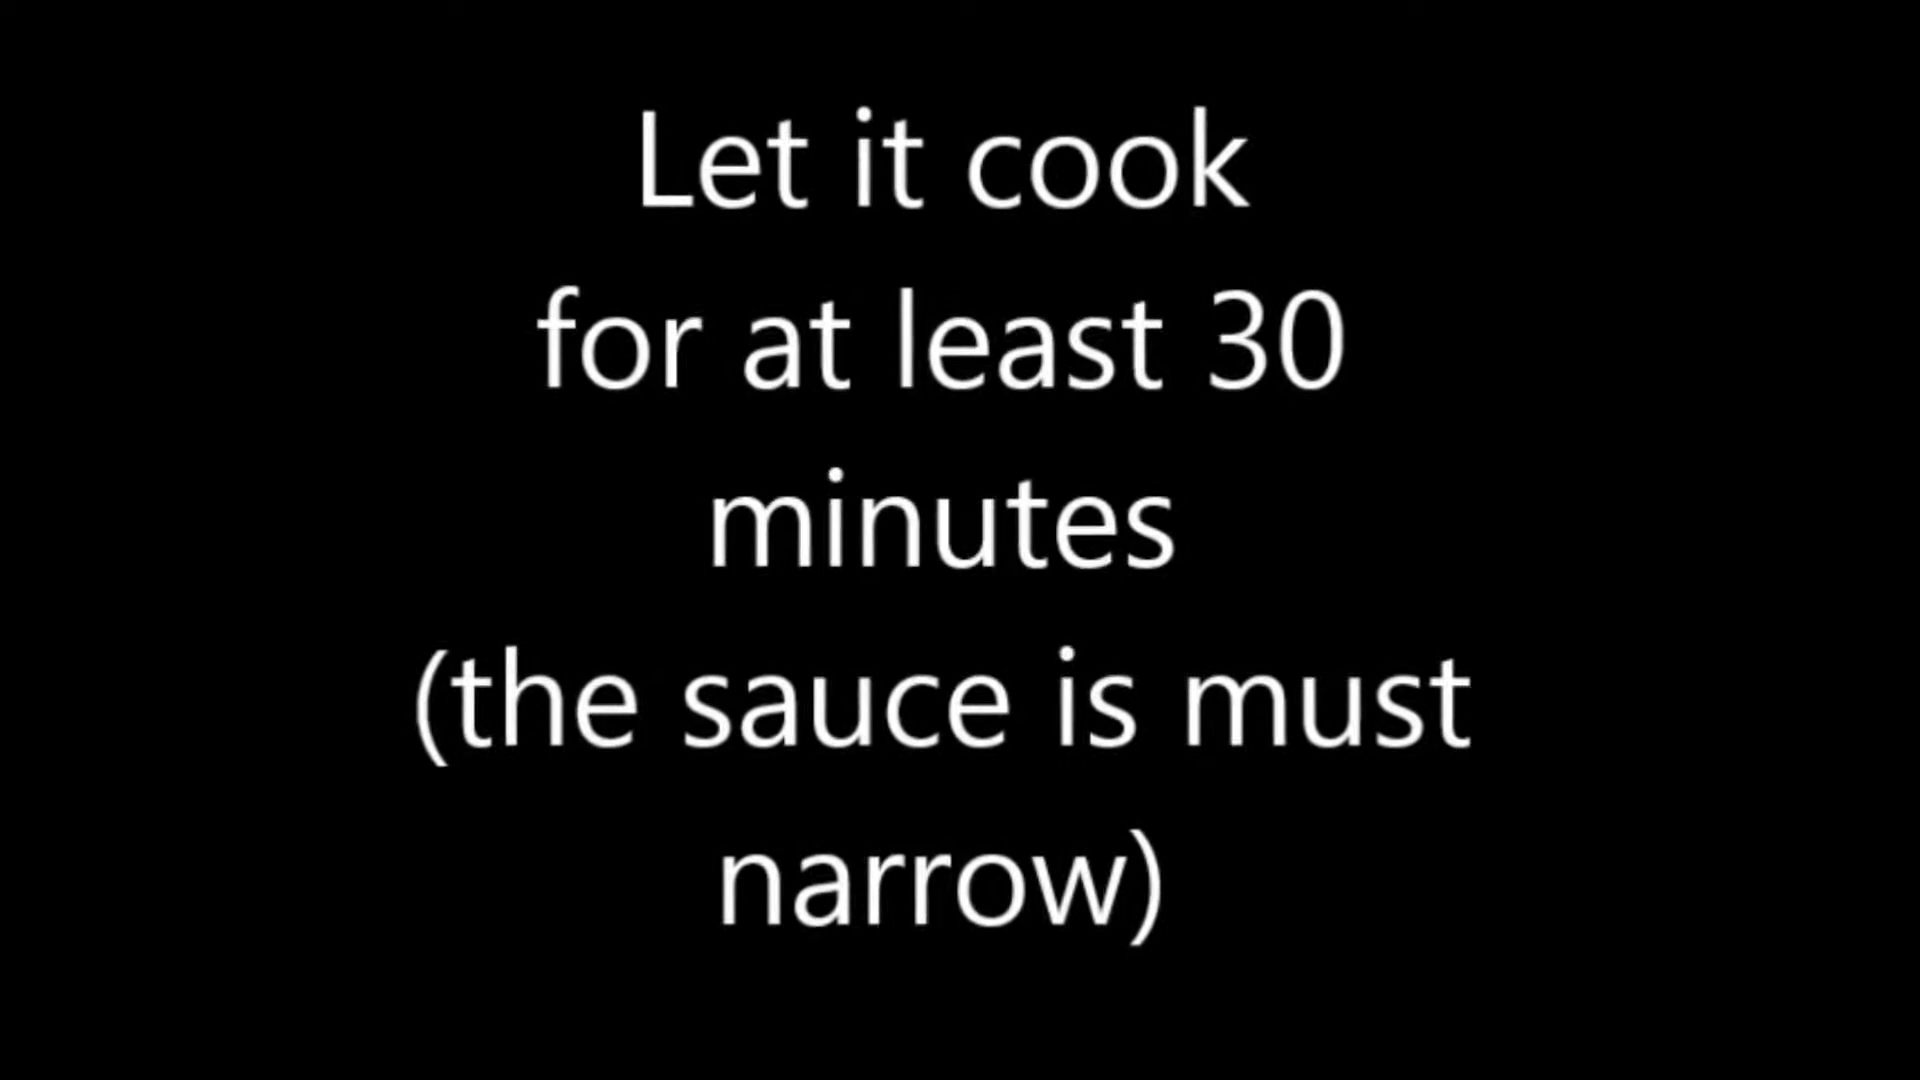 Let it cook
for at least 30
minutes
(the sauce is must
narrow)